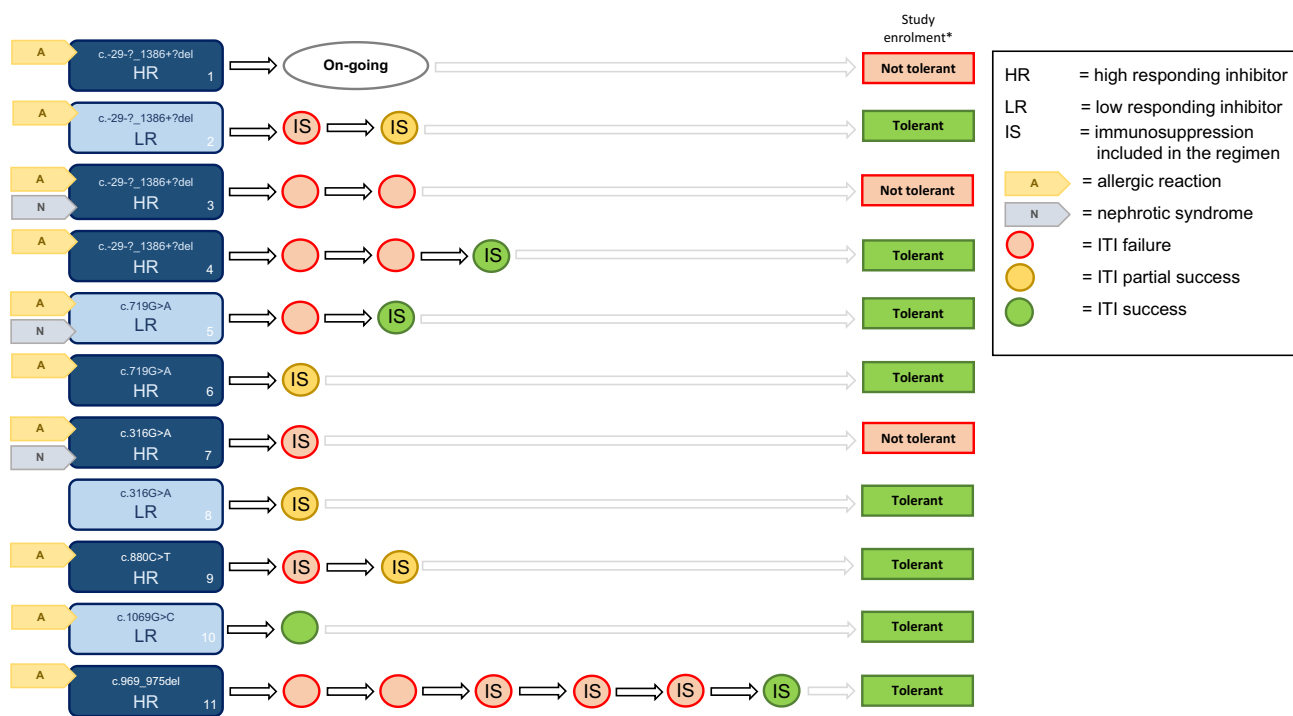 Study
enrolment*
A
c.-29-?_1386+?del
HR
1
On-going
Not tolerant
A
c.-29-?_1386+?del
LR
2
IS
IS
Tolerant
A
N
c.-29-?_1386+?del
HR
3
Not tolerant
A
c.-29-?_1386+?del
HR
4
IS
Tolerant
A
N
c.719G>A
LR
5
IS
Tolerant
A
c.719G>A
HR
6
IS
Tolerant
A
N
c.316G>A
HR
7
IS
Not tolerant
c.316G>A
LR
8
IS
Tolerant
A
c.880C>T
HR
9
IS
IS
Tolerant
A
c.1069G>C
LR
10
Tolerant
A
c.969_975del
HR
11
IS
IS
IS
IS
Tolerant
HR = high responding inhibitor
LR = low responding inhibitor
IS = immunosuppression
included in the regimen
A = allergic reaction
N = nephrotic syndrome
= ITI failure
= ITI partial success
= ITI success